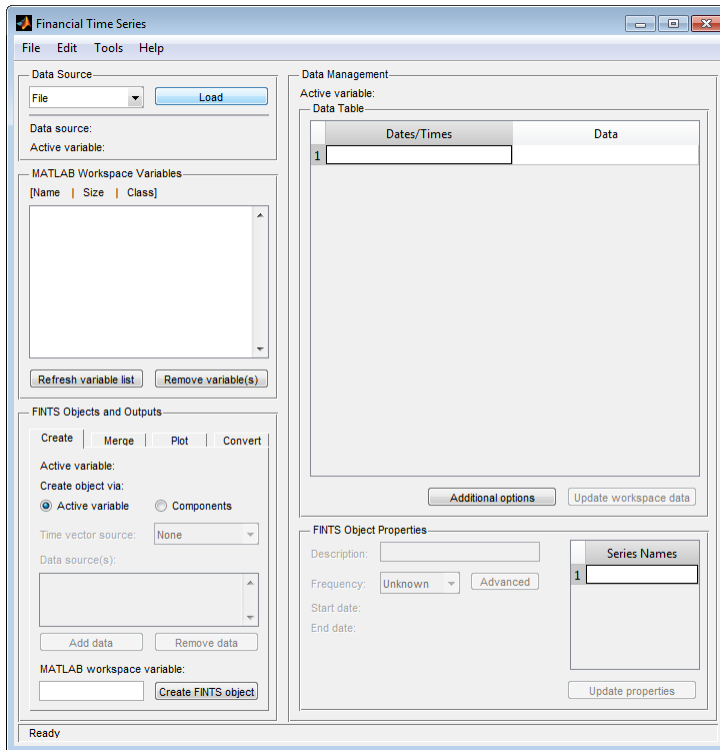 Financial Time Series
File Edit Tools Help
Data Source
File Load
Data source:
Active variable:
MATLAB Workspace Variables
[Name | Size | Class]
Refresh variable list Remove variable(s)
FINTS Objects and Outputs
Create Merge Plot Convert
Active variable:
Create object via:
Active variable Components
Time vector source: None
Data source(s):
Add data Remove data
MATLAB workspace variable:
Create FINTS object
Data Management
Active variable:
Data Table
Dates/Times Data
1
Additional options Update workspace data
FINTS Object Properties
Description:
Frequency: Unknown Advanced
Start date:
End date:
Series Names
1
Update properties
Ready